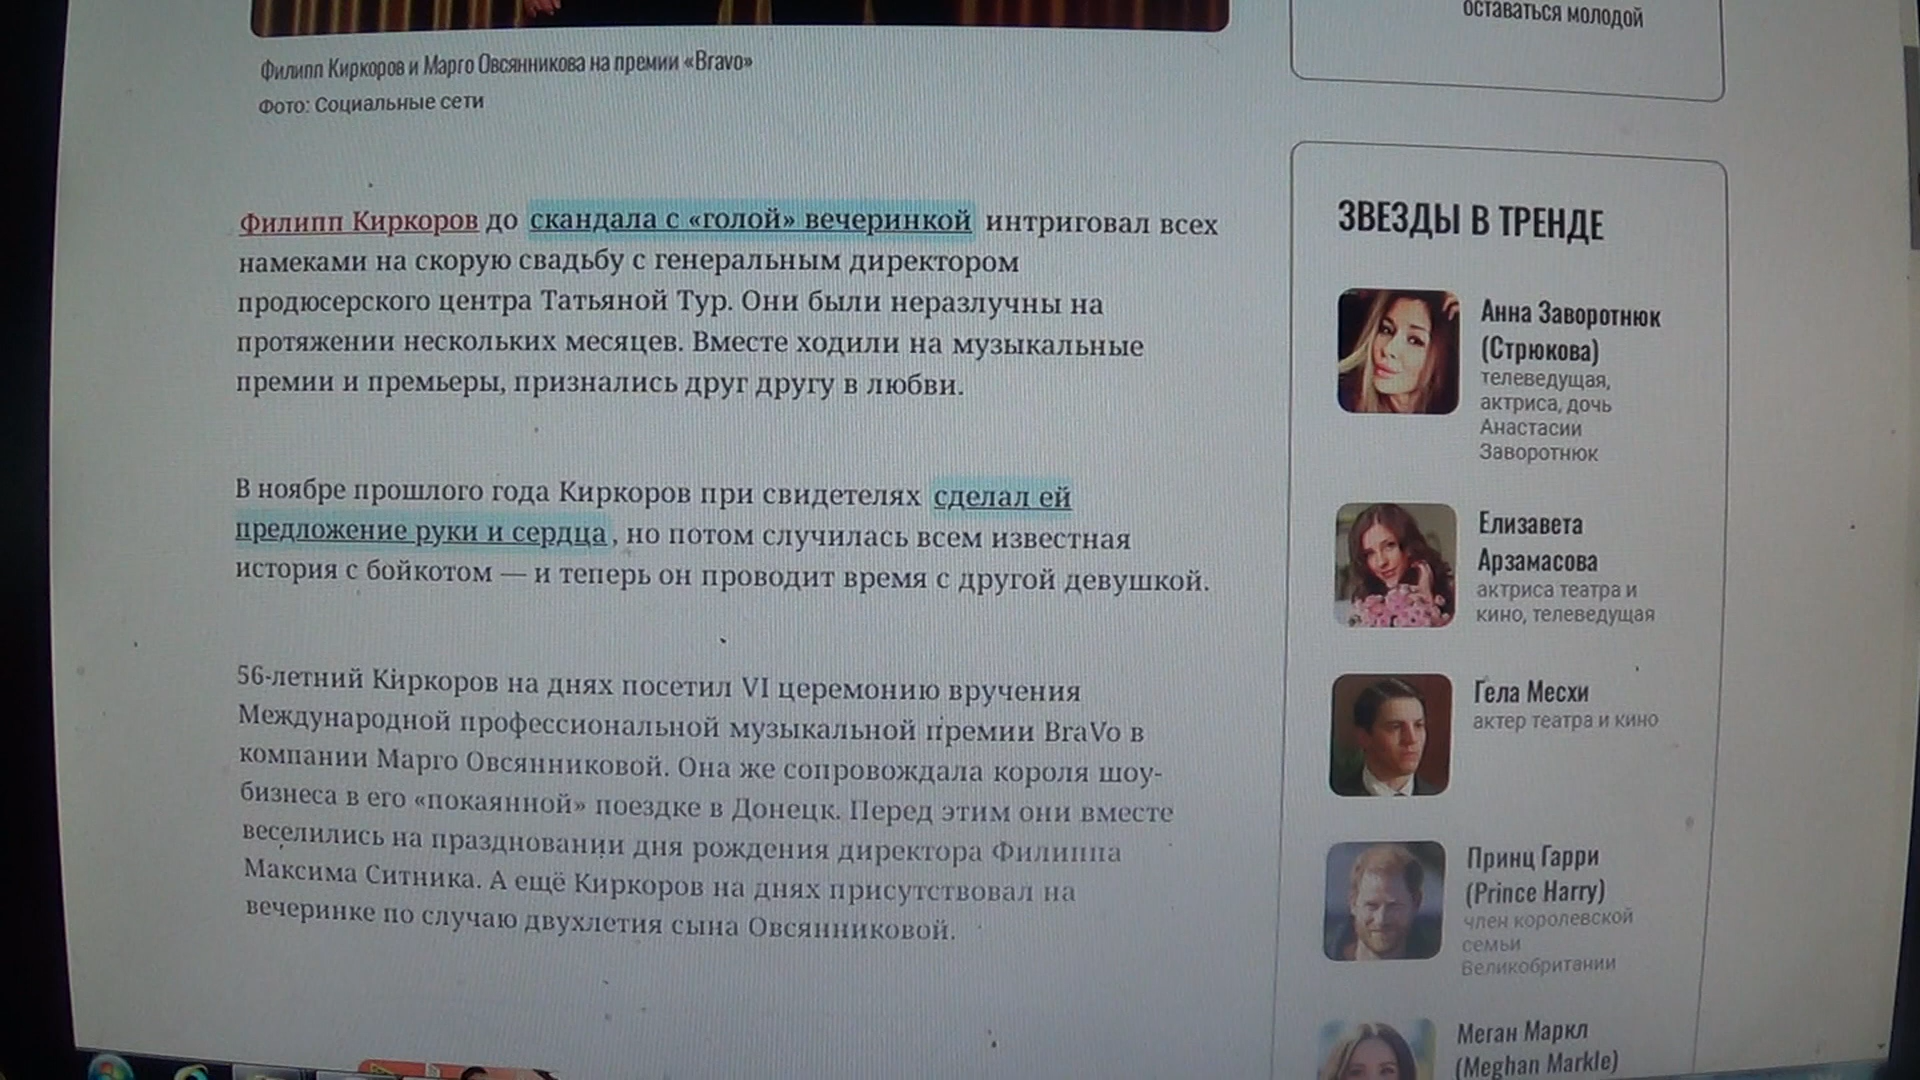 оставаться молодой
Филипп Киркоров и Марго Овсянникова на премии «Bravo»
Фото: Социальные сети
Филипп Киркоров до скандала с «голой» вечеринкой интриговал всех
намеками на скорую свадьбу с генеральным директором
продюсерского центра Татьяной Тур. Они были неразлучны на
протяжении нескольких месяцев. Вместе ходили на музыкальные
премии и премьеры, признались друг другу в любви.
В ноябре прошлого года Киркоров при свидетелях сделал ей
предложение руки и сердца, но потом случилась всем известная
история с бойкотом — и теперь он проводит время с другой девушкой.
56-летний Киркоров на днях посетил VI церемонию вручения
Международной профессиональной музыкальной премии BraVo в
компании Марго Овсянниковой. Она же сопровождала короля шоу-
бизнеса в его «покаянной» поездке в Донецк. Перед этим они вместе
веселились на праздновании дня рождения директора Филиппа
Максима Ситника. А ещё Киркоров на днях присутствовал на
вечеринке по случаю двухлетия сына Овсянниковой.
ЗВЕЗДЫ В ТРЕНДЕ
Анна Заворотнюк
(Стрюкова)
телеведущая,
актриса, дочь
Анастасии
Заворотнюк
Елизавета
Арзамасова
актриса театра и
кино, телеведущая
Гела Месхи
актер театра и кино
Принц Гарри
(Prince Harry)
член королевской
семьи
Великобритании
Меган Маркл
(Meghan Markle)